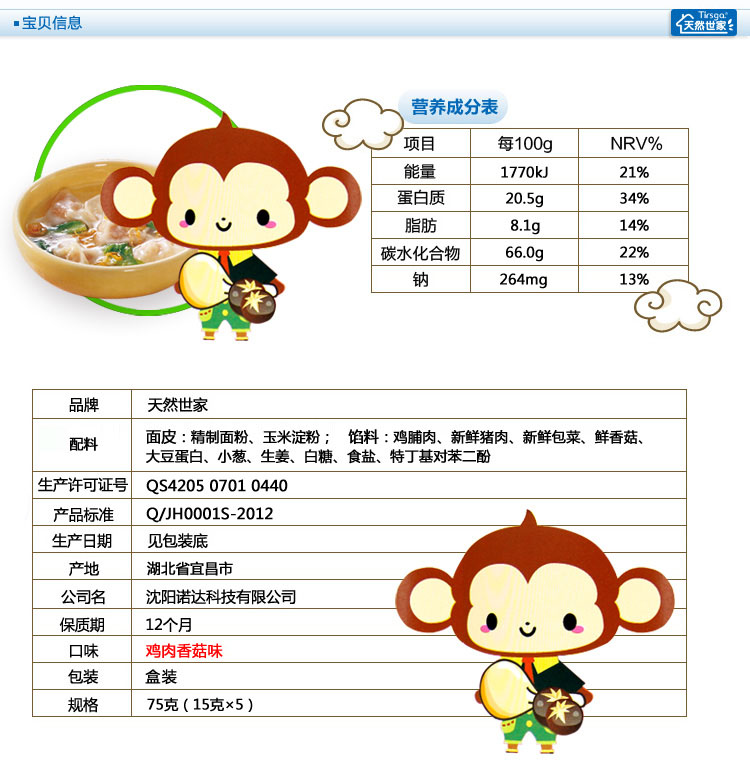 宝贝信息
Tirsga®
天然世家
营养成分表
项目 每100g NRV%
能量 1770kJ 21%
蛋白质 20.5g 34%
脂肪 8.1g 14%
碳水化合物 66.0g 22%
钠 264mg 13%
品牌 天然世家
配料 面皮：精制面粉、玉米淀粉； 馅料：鸡脯肉、新鲜猪肉、新鲜包菜、鲜香菇、
大豆蛋白、小葱、生姜、白糖、食盐、特丁基对苯二酚
生产许可证号 QS4205 0701 0440
产品标准 Q/JH0001S-2012
生产日期 见包装底
产地 湖北省宜昌市
公司名 沈阳诺达科技有限公司
保质期 12个月
口味 鸡肉香菇味
包装 盒装
规格 75克（15克×5）